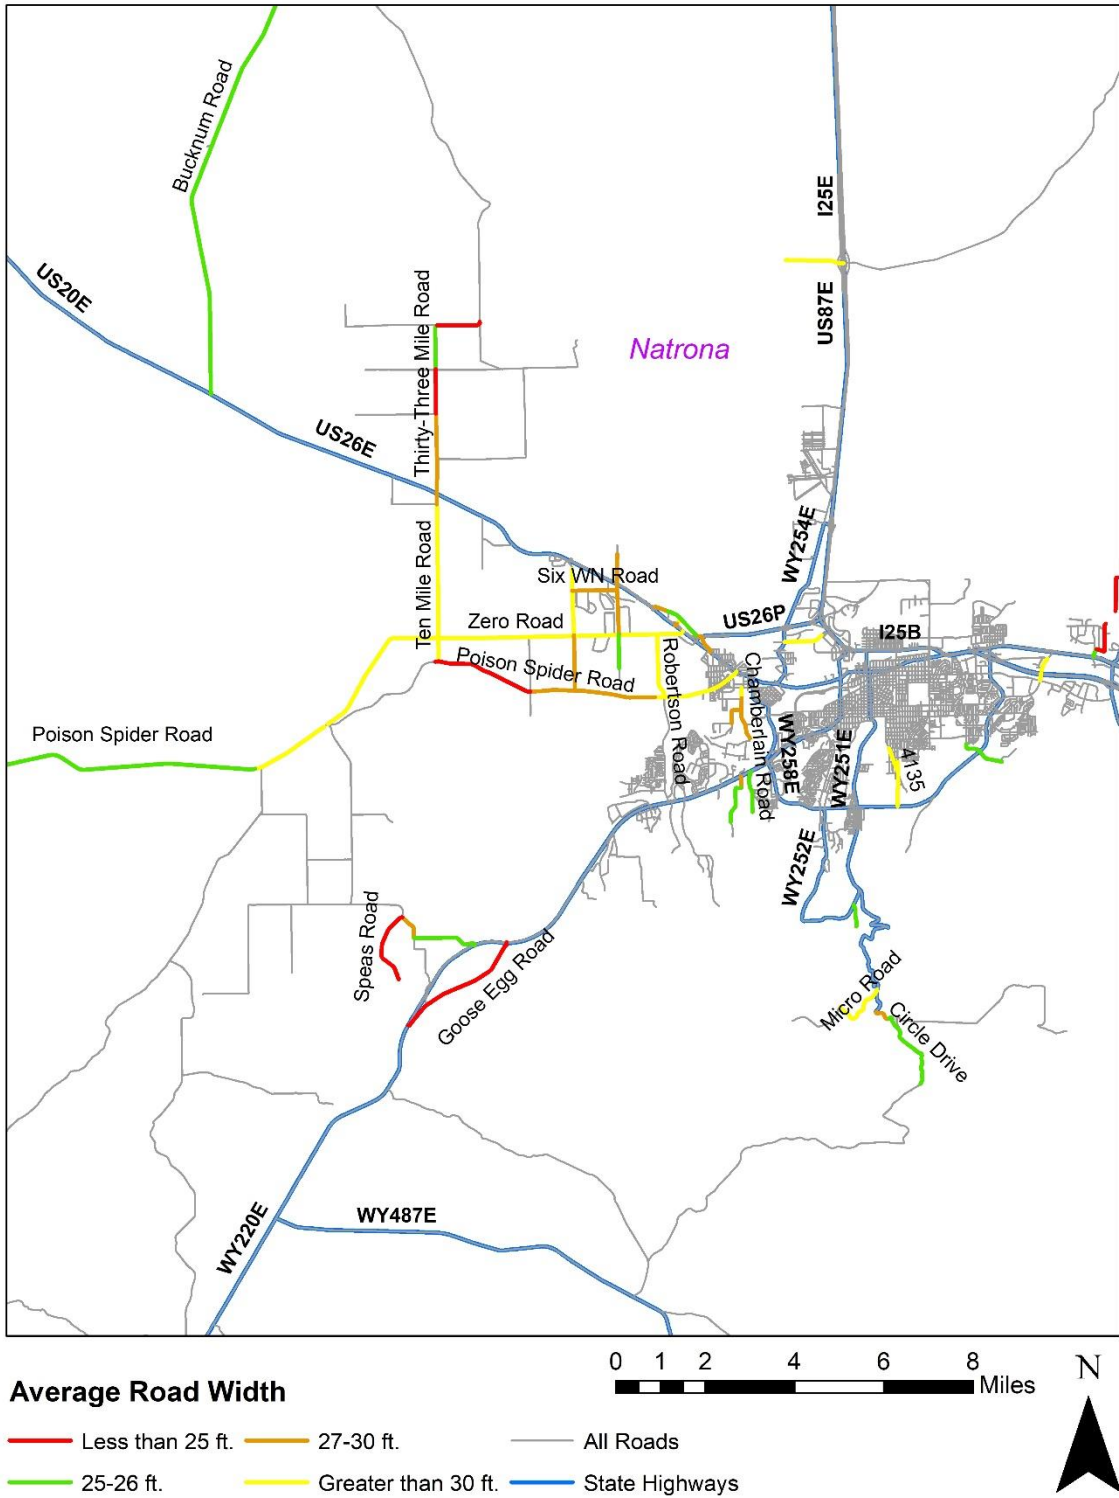 Bucknum Road
I25E
US20E
US87E
Thirty-Three Mile Road
Natrona
US26E
WY254E
Ten Mile Road
Six WN Road
Zero Road
US26P
I25B
Poison Spider Road
Robertson Road
Chamberlain Road
Poison Spider Road
WY258E
WY251E
A135
WY252E
Speas Road
Goose Egg Road
Micro Road
Circle Drive
WY220E
WY487E
0 1 2 4 6 8
Miles
N
Average Road Width
Less than 25 ft.
27-30 ft.
All Roads
25-26 ft.
Greater than 30 ft.
State Highways